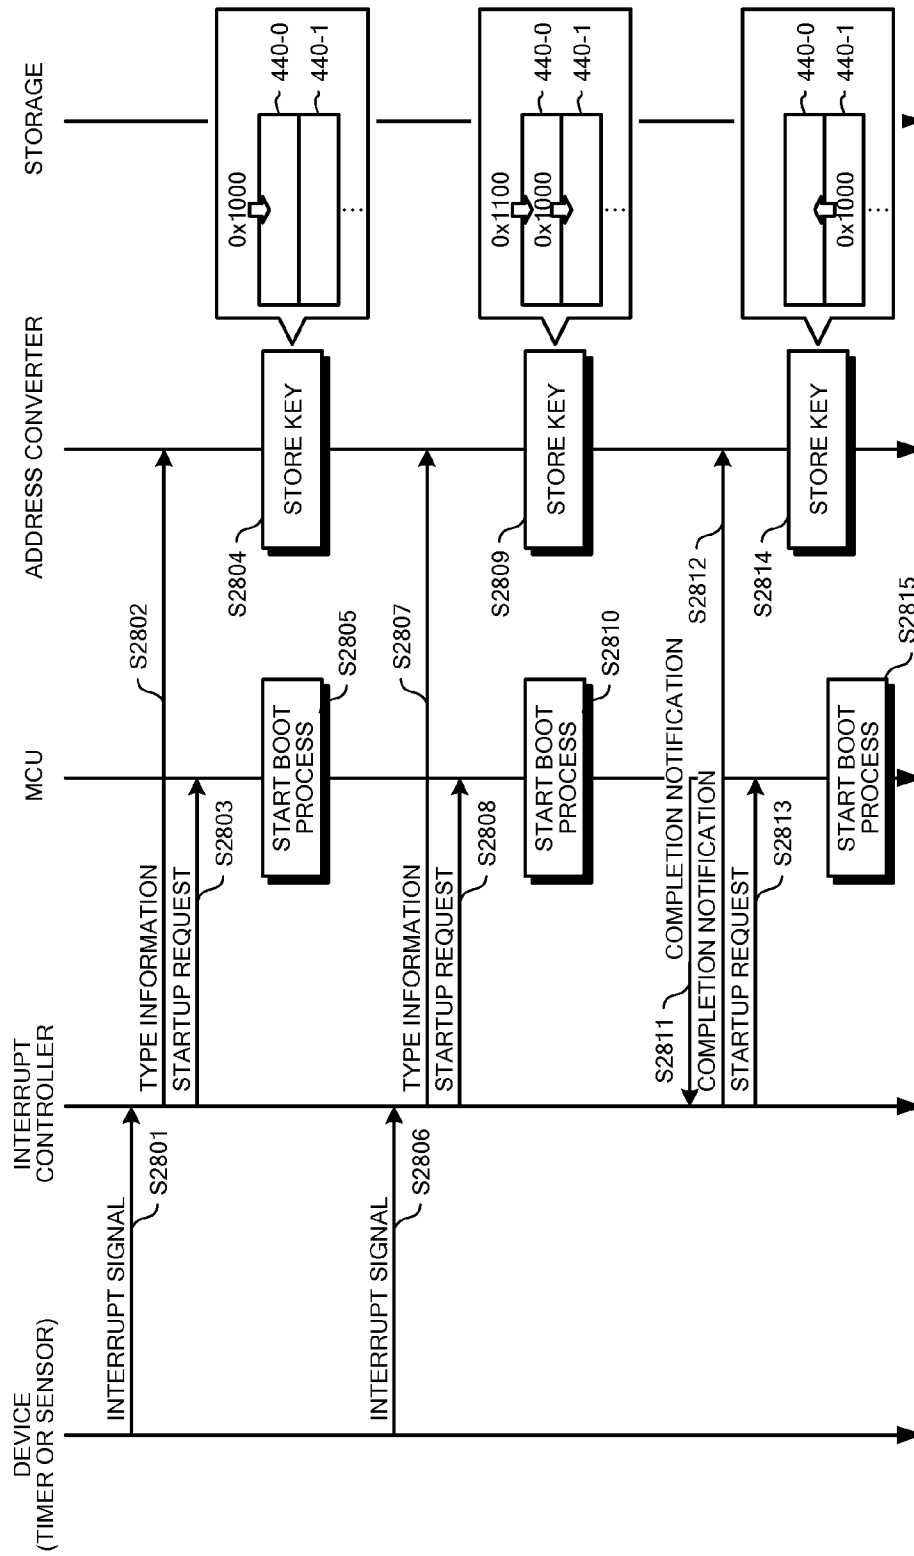 DEVICE
(TIMER OR SENSOR)
INTERRUPT
CONTROLLER
MCU
ADDRESS CONVERTER
STORAGE
INTERRUPT SIGNAL
S2801
TYPE INFORMATION
S2802
STARTUP REQUEST
S2803
START BOOT
PROCESS
S2805
STORE KEY
S2804
0x1000
440-0
440-1
...
INTERRUPT SIGNAL
S2806
TYPE INFORMATION
S2807
STARTUP REQUEST
S2808
START BOOT
PROCESS
S2810
STORE KEY
S2809
0x1100
0x1000
440-0
440-1
...
COMPLETION NOTIFICATION
S2811
COMPLETION NOTIFICATION
S2812
STARTUP REQUEST
S2813
START BOOT
PROCESS
S2815
STORE KEY
S2814
0x1000
440-0
440-1
...